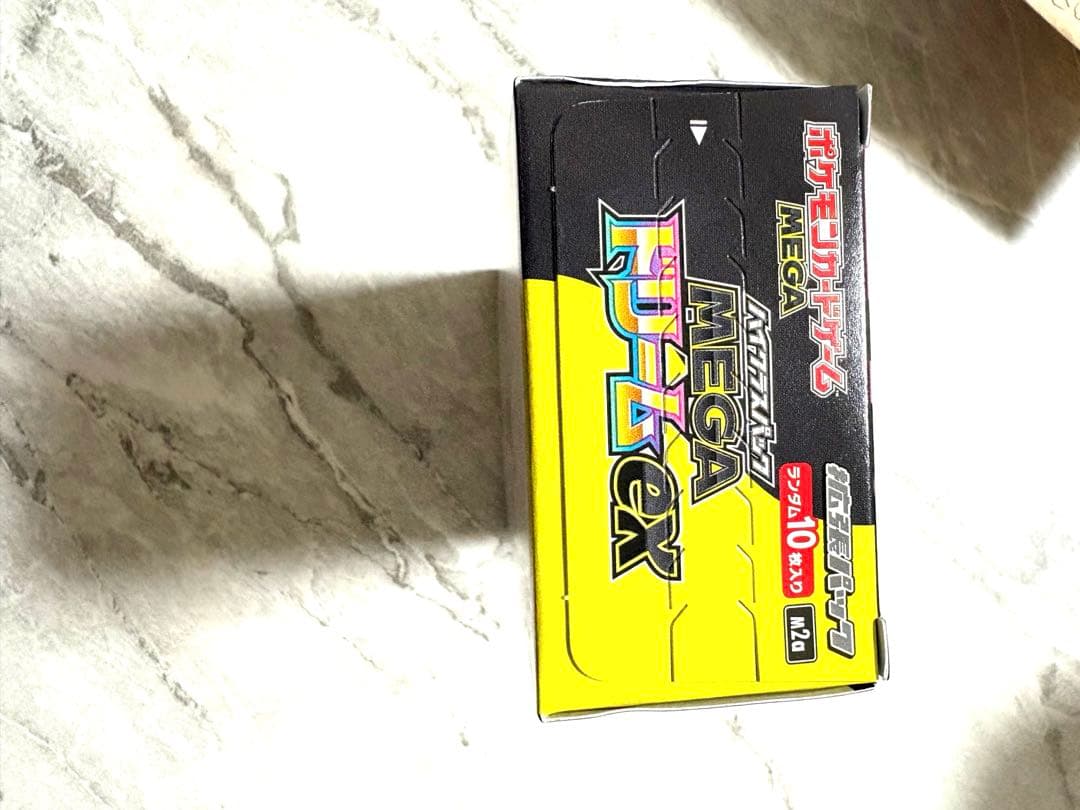 ポケモンカードゲーム
MEGA
拡張パック
ハイクラスパック
MEGA
ドリームex
ランダム10枚入り
M2a